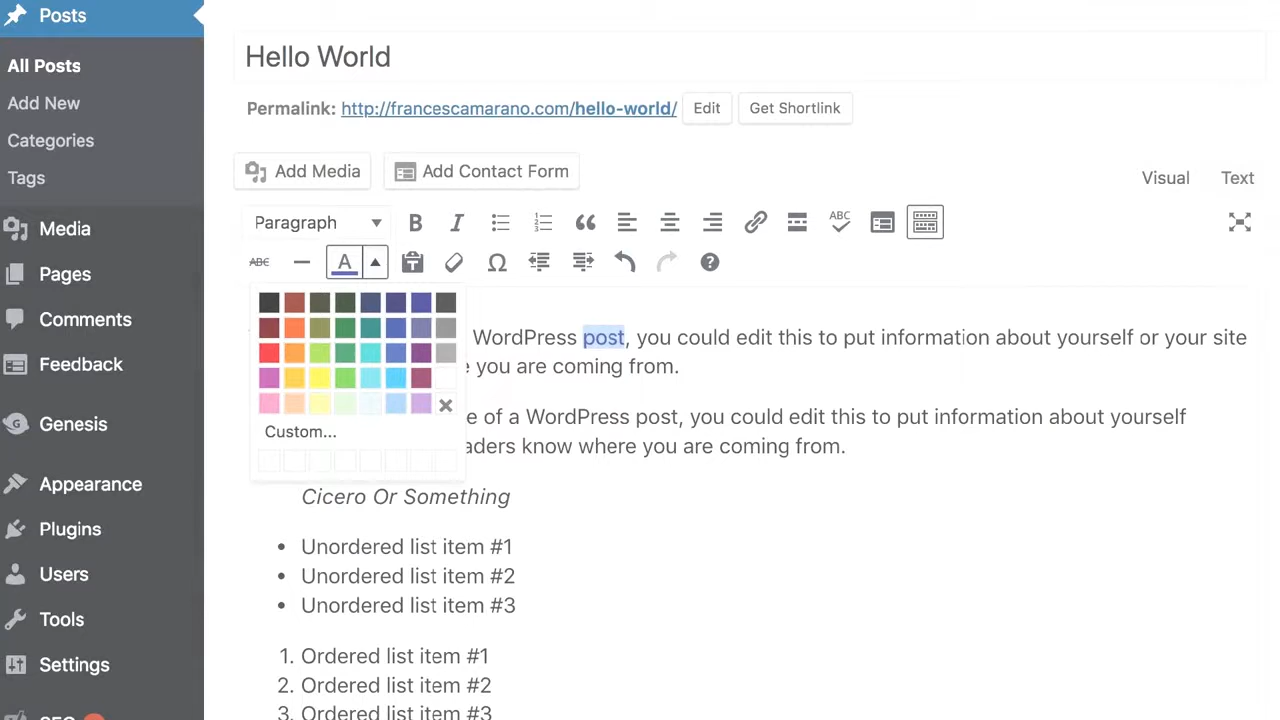 Posts
All Posts
Add New
Categories
Tags
Media
Pages
Comments
Feedback
Genesis
Appearance
Plugins
Users
Tools
Settings
Hello World
Permalink: http://francescamarano.com/hello-world/ Edit Get Shortlink
Add Media Add Contact Form
Visual Text
Paragraph B I ABC
ABC A Ω ?
WordPress post, you could edit this to put information about yourself or your site
e you are coming from.
e of a WordPress post, you could edit this to put information about yourself
aders know where you are coming from.
Custom...
Cicero Or Something
• Unordered list item #1
• Unordered list item #2
• Unordered list item #3
1. Ordered list item #1
2. Ordered list item #2
3. Ordered list item #3